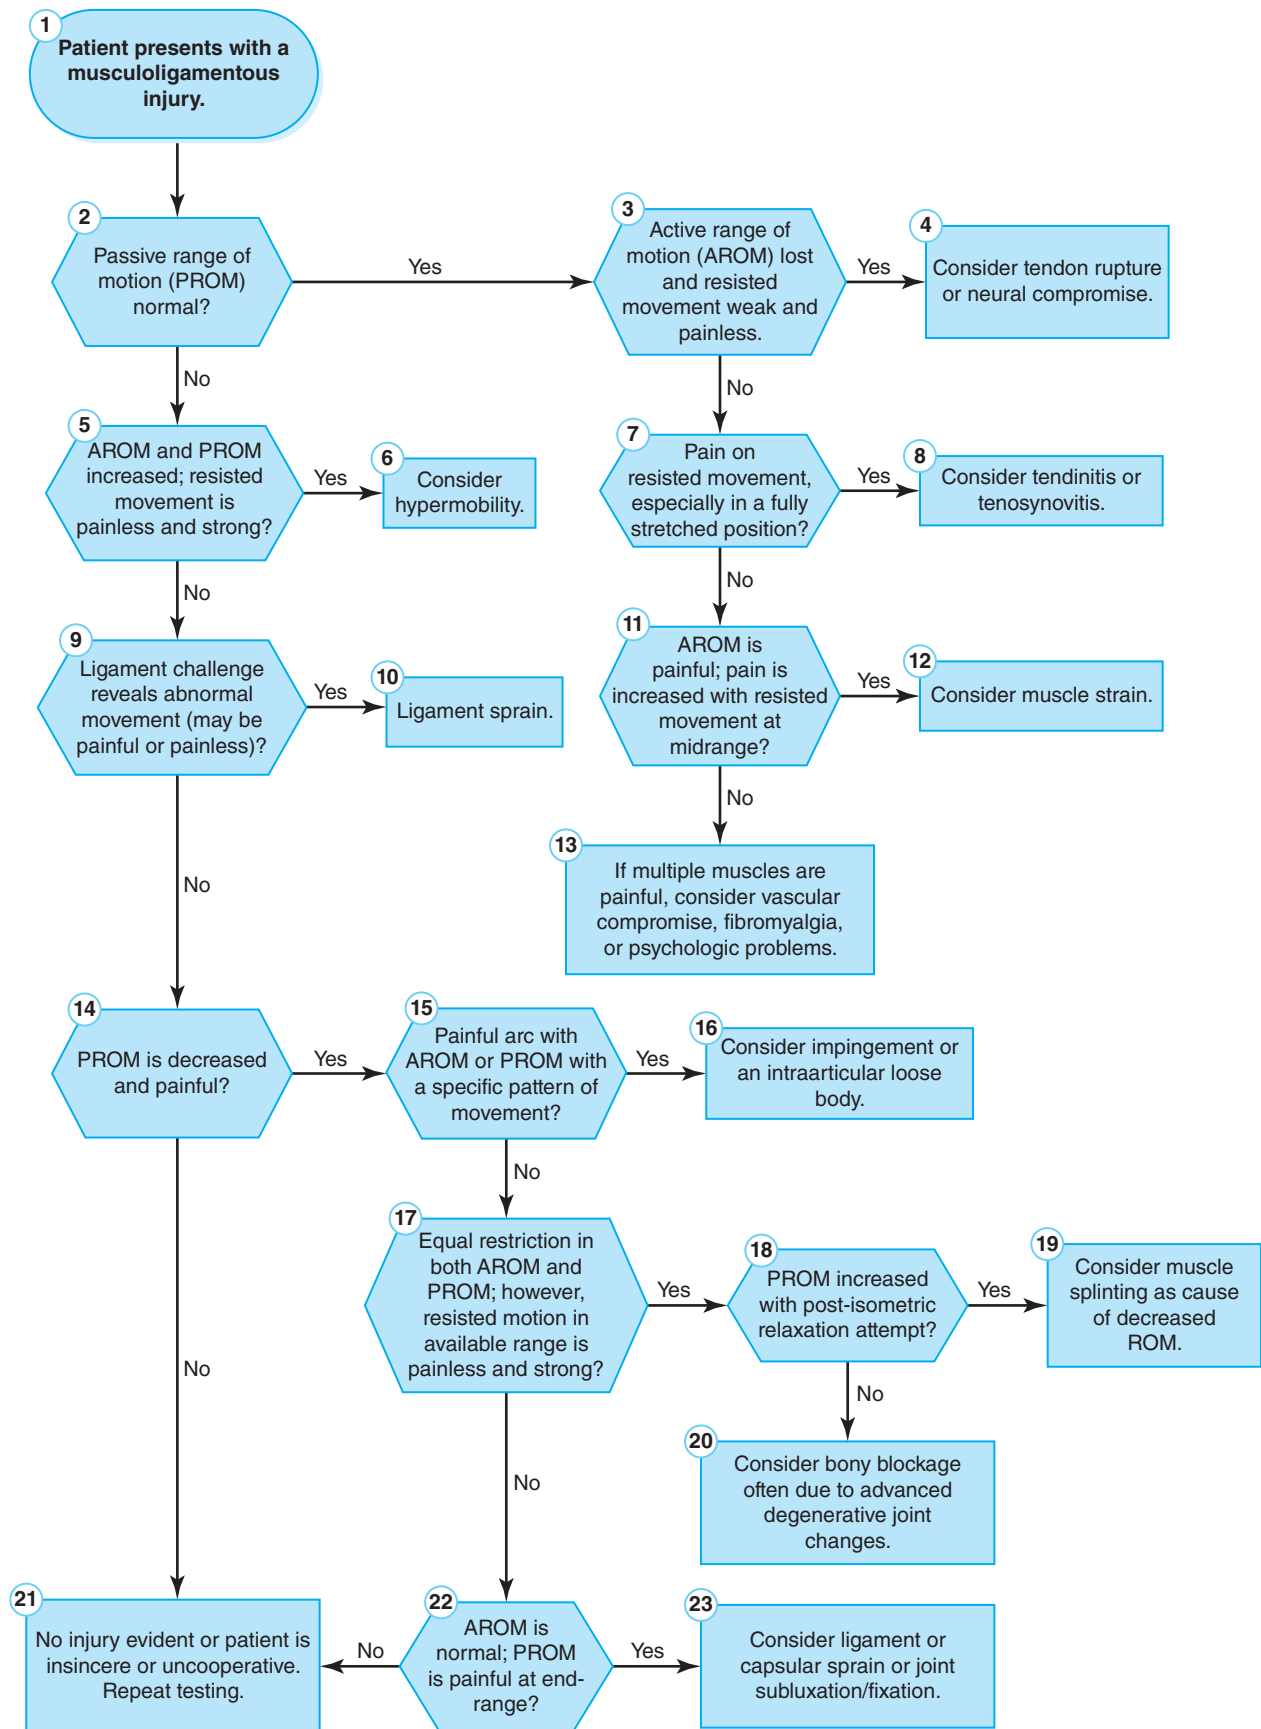 1
Patient presents with a
musculoligamentous
injury.
2
Passive range of
motion (PROM)
normal?
Yes
3
Active range of
motion (AROM) lost
and resisted
movement weak and
painless.
Yes
4
Consider tendon rupture
or neural compromise.
No
No
5
AROM and PROM
increased; resisted
movement is
painless and strong?
Yes
6
Consider
hypermobility.
7
Pain on
resisted movement,
especially in a fully
stretched position?
Yes
8
Consider tendinitis or
tenosynovitis.
No
No
9
Ligament challenge
reveals abnormal
movement (may be
painful or painless)?
Yes
10
Ligament sprain.
11
AROM is
painful; pain is
increased with resisted
movement at
midrange?
Yes
12
Consider muscle strain.
No
No
13
If multiple muscles are
painful, consider vascular
compromise, fibromyalgia,
or psychologic problems.
14
PROM is decreased
and painful?
Yes
15
Painful arc with
AROM or PROM with
a specific pattern of
movement?
Yes
16
Consider impingement or
an intraarticular loose
body.
No
No
17
Equal restriction in
both AROM and
PROM; however,
resisted motion in
available range is
painless and strong?
Yes
18
PROM increased
with post-isometric
relaxation attempt?
Yes
19
Consider muscle
splinting as cause
of decreased
ROM.
No
No
20
Consider bony blockage
often due to advanced
degenerative joint
changes.
21
No injury evident or patient is
insincere or uncooperative.
Repeat testing.
No
22
AROM is
normal; PROM
is painful at end-
range?
Yes
23
Consider ligament or
capsular sprain or joint
subluxation/fixation.